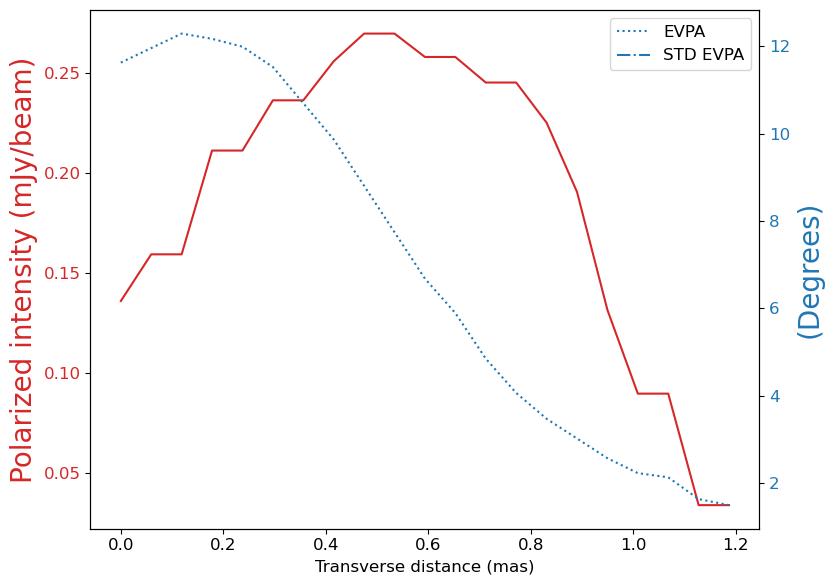 EVPA
STD EVPA
Polarized intensity (mJy/beam)
0.25
0.20
0.15
0.10
0.05
12
10
8
6
4
2
(Degrees)
0.0 0.2 0.4 0.6 0.8 1.0 1.2
Transverse distance (mas)